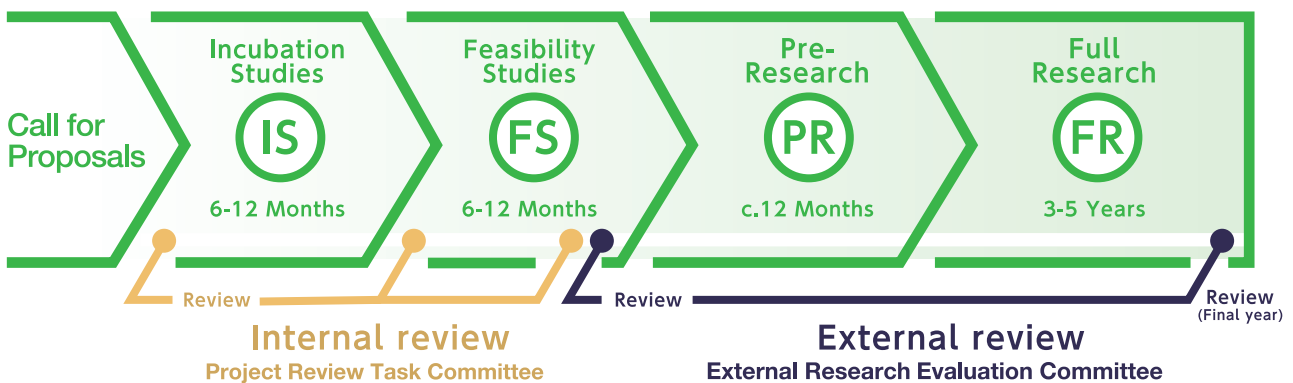 Call for
Proposals
Incubation
Studies
IS
6-12 Months
Feasibility
Studies
FS
6-12 Months
Pre-
Research
PR
c.12 Months
Full
Research
FR
3-5 Years
Review
Internal review
Project Review Task Committee
Review
External review
External Research Evaluation Committee
Review
(Final year)